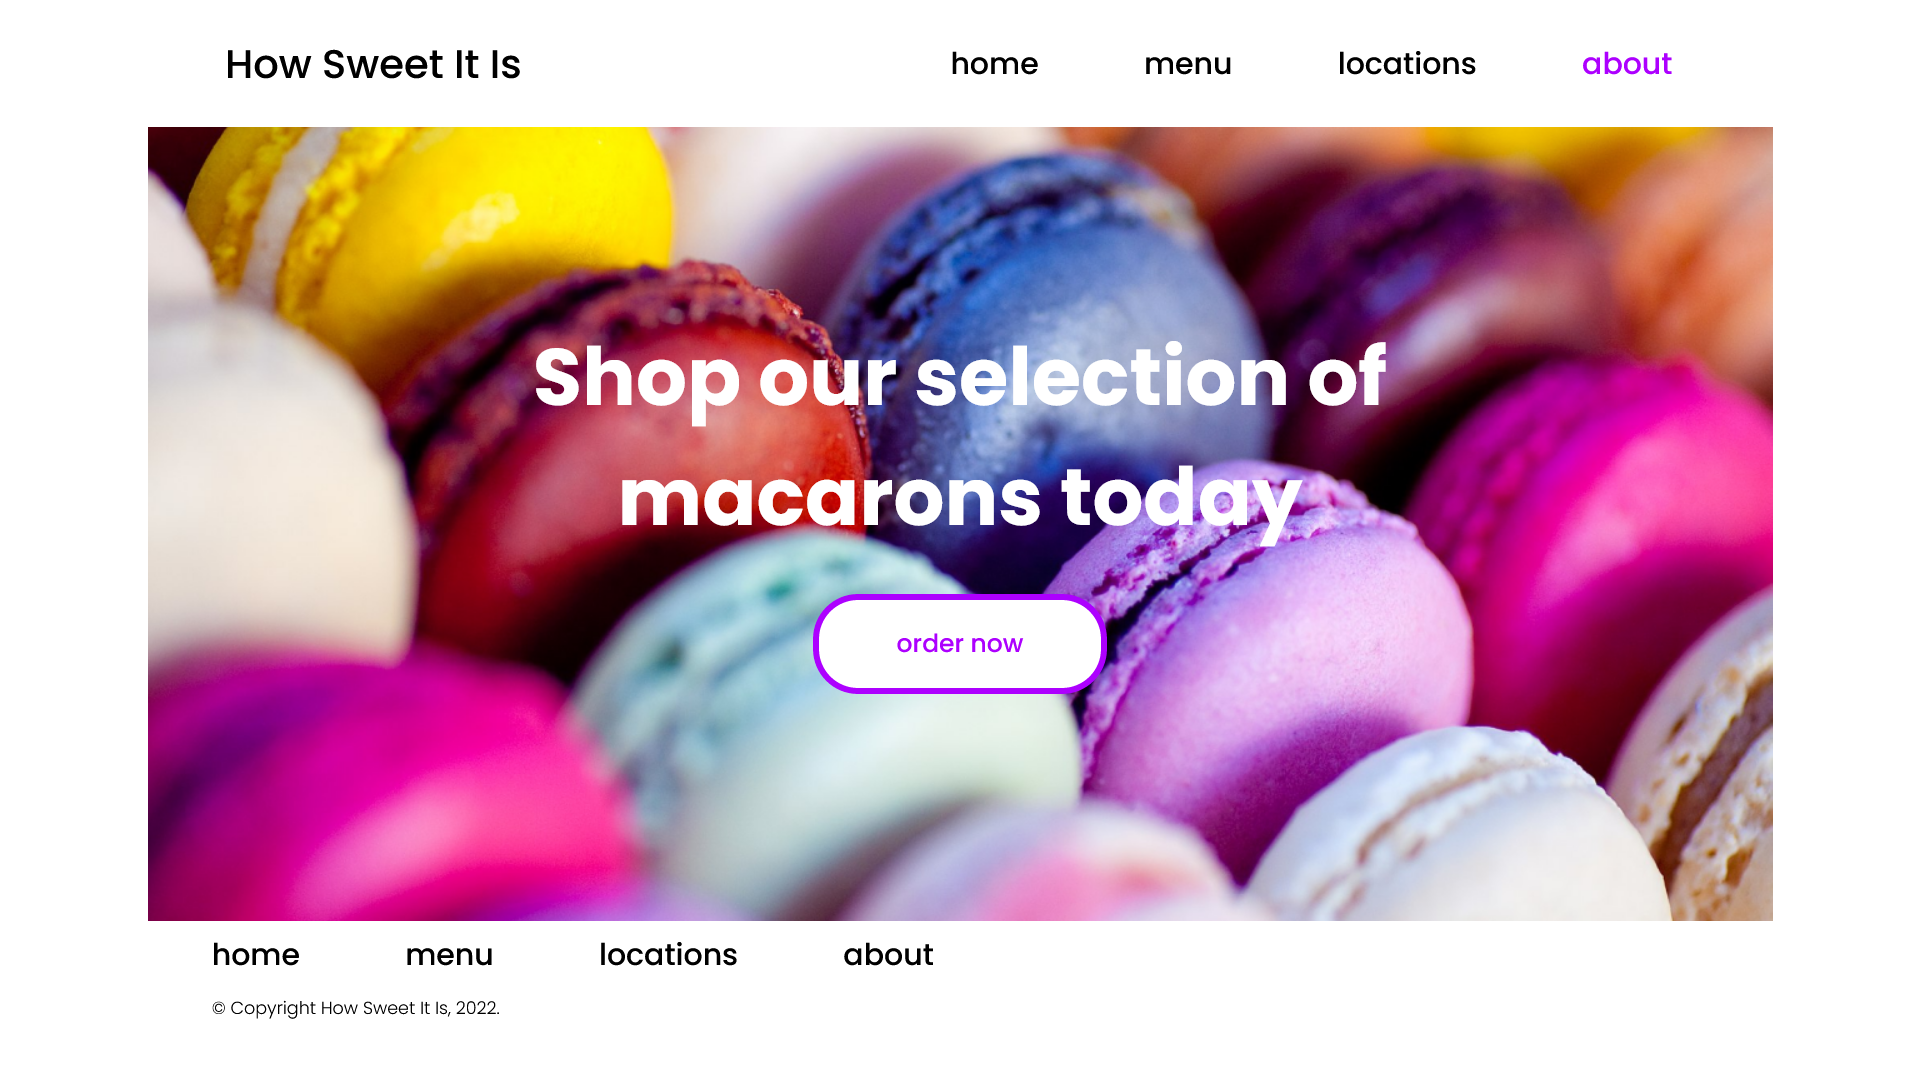 How Sweet It Is
home menu locations about
Shop our selection of
macarons today
order now
home menu locations about
© Copyright How Sweet It Is, 2022.